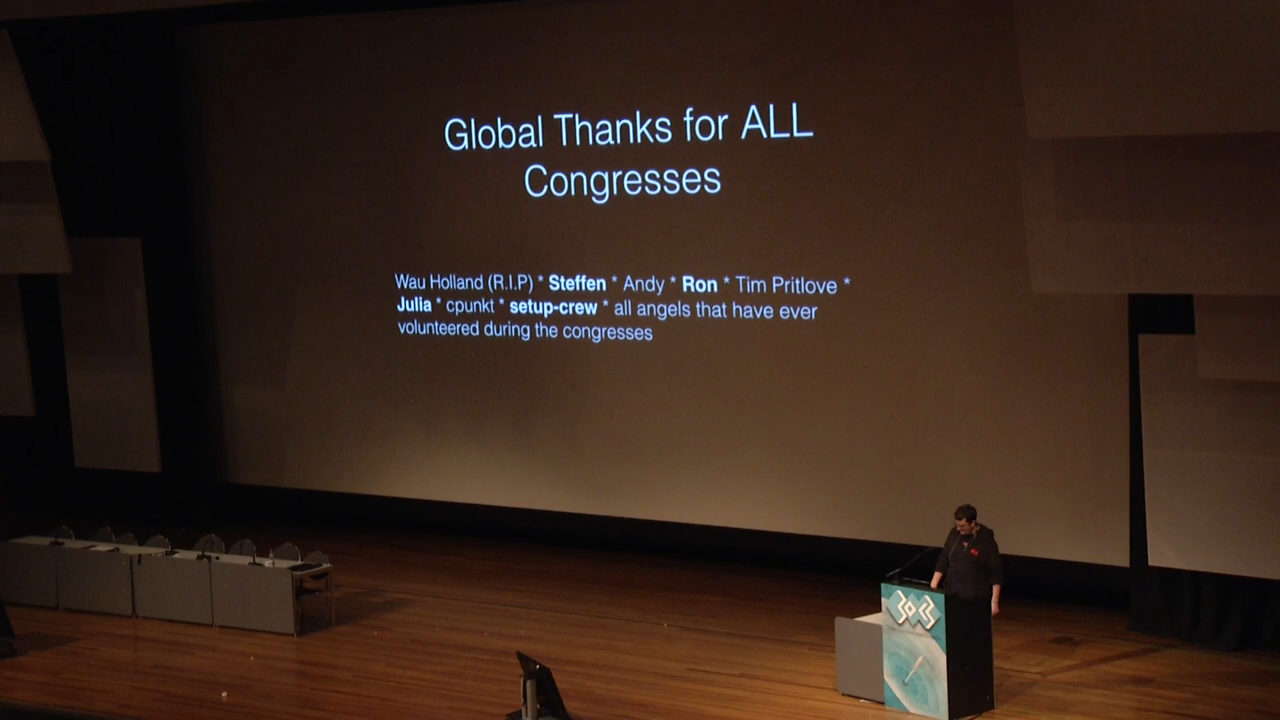 Global Thanks for ALL
Congresses
Wau Holland (R.I.P) * Steffen * Andy * Ron * Tim Pritlove *
Julia * cpunkt * setup-crew * all angels that have ever
volunteered during the congresses
30C3